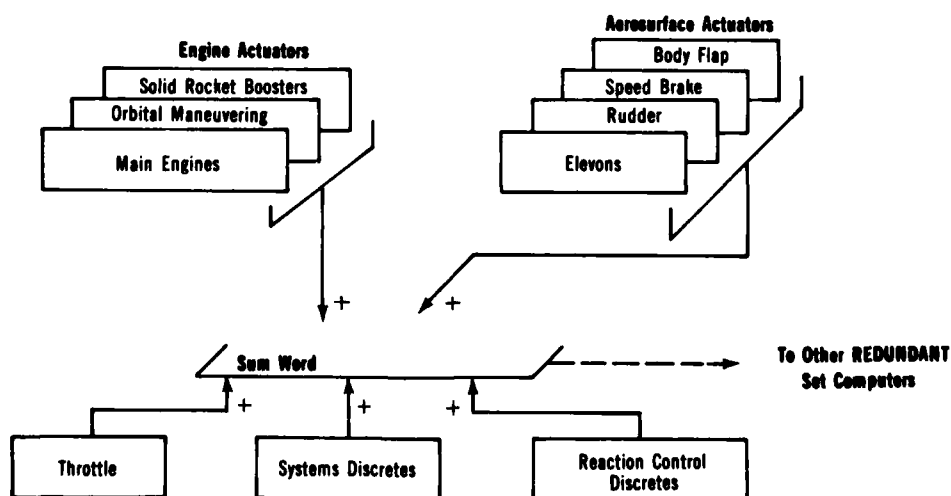 Engine Actuators
Solid Rocket Boosters
Orbital Maneuvering
Main Engines
Aerosurface Actuators
Body Flap
Speed Brake
Rudder
Elevons
+
+
Sum Word
To Other REDUNDANT
Set Computors
+
+
+
Throttle
Systems Discretes
Reaction Control
Discretes